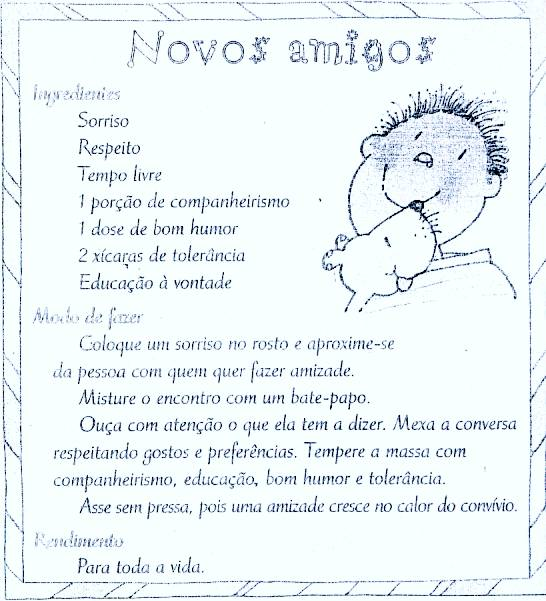 Novos amigos
Ingredientes
Sorriso
Respeito
Tempo livre
1 porção de companheirismo
1 dose de bom humor
2 xícaras de tolerância
Educação à vontade
Modo de fazer
Coloque um sorriso no rosto e aproxime-se
da pessoa com quem quer fazer amizade.
Misture o encontro com um bate-papo.
Ouça com atenção o que ela tem a dizer. Mexa a conversa
respeitando gostos e preferências. Tempere a massa com
companheirismo, educação, bom humor e tolerância.
Asse sem pressa, pois uma amizade cresce no calor do convívio.
Rendimento
Para toda a vida.